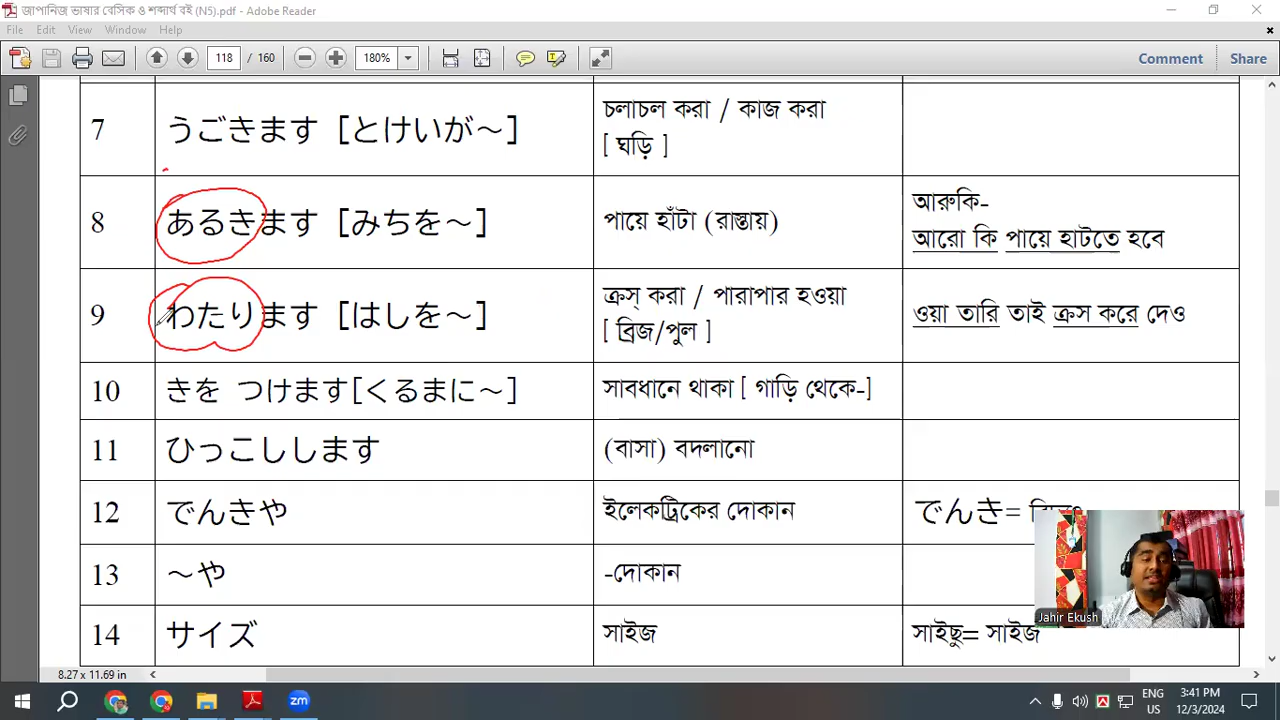 জাপানিজ ভাষার বেসিক ও শব্দার্থ বই (N5).pdf - Adobe Reader
File Edit View Window Help
118 / 160 180% Comment Share
7 うごきます [とけいが～] চলাচল করা / কাজ করা
[ ঘড়ি ]
8 あるきます [みちを～] পায়ে হাঁটা (রাস্তায়) আরুকি-
আরো কি পায়ে হাটতে হবে
9 わたります [はしを～] ক্রস্ করা / পারাপার হওয়া
[ ব্রিজ/পুল ] ওয়া তারি তাই ক্রস করে দেও
10 きを つけます[くるまに～] সাবধানে থাকা [ গাড়ি থেকে-]
11 ひっこしします (বাসা) বদলানো
12 でんきや ইলেকট্রিকের দোকান でんき=
13 ～や -দোকান
14 サイズ সাইজ সাইছু= সাইজ
Jahir Ekush
8.27 x 11.69 in
zm ENG 3:41 PM
US 12/3/2024